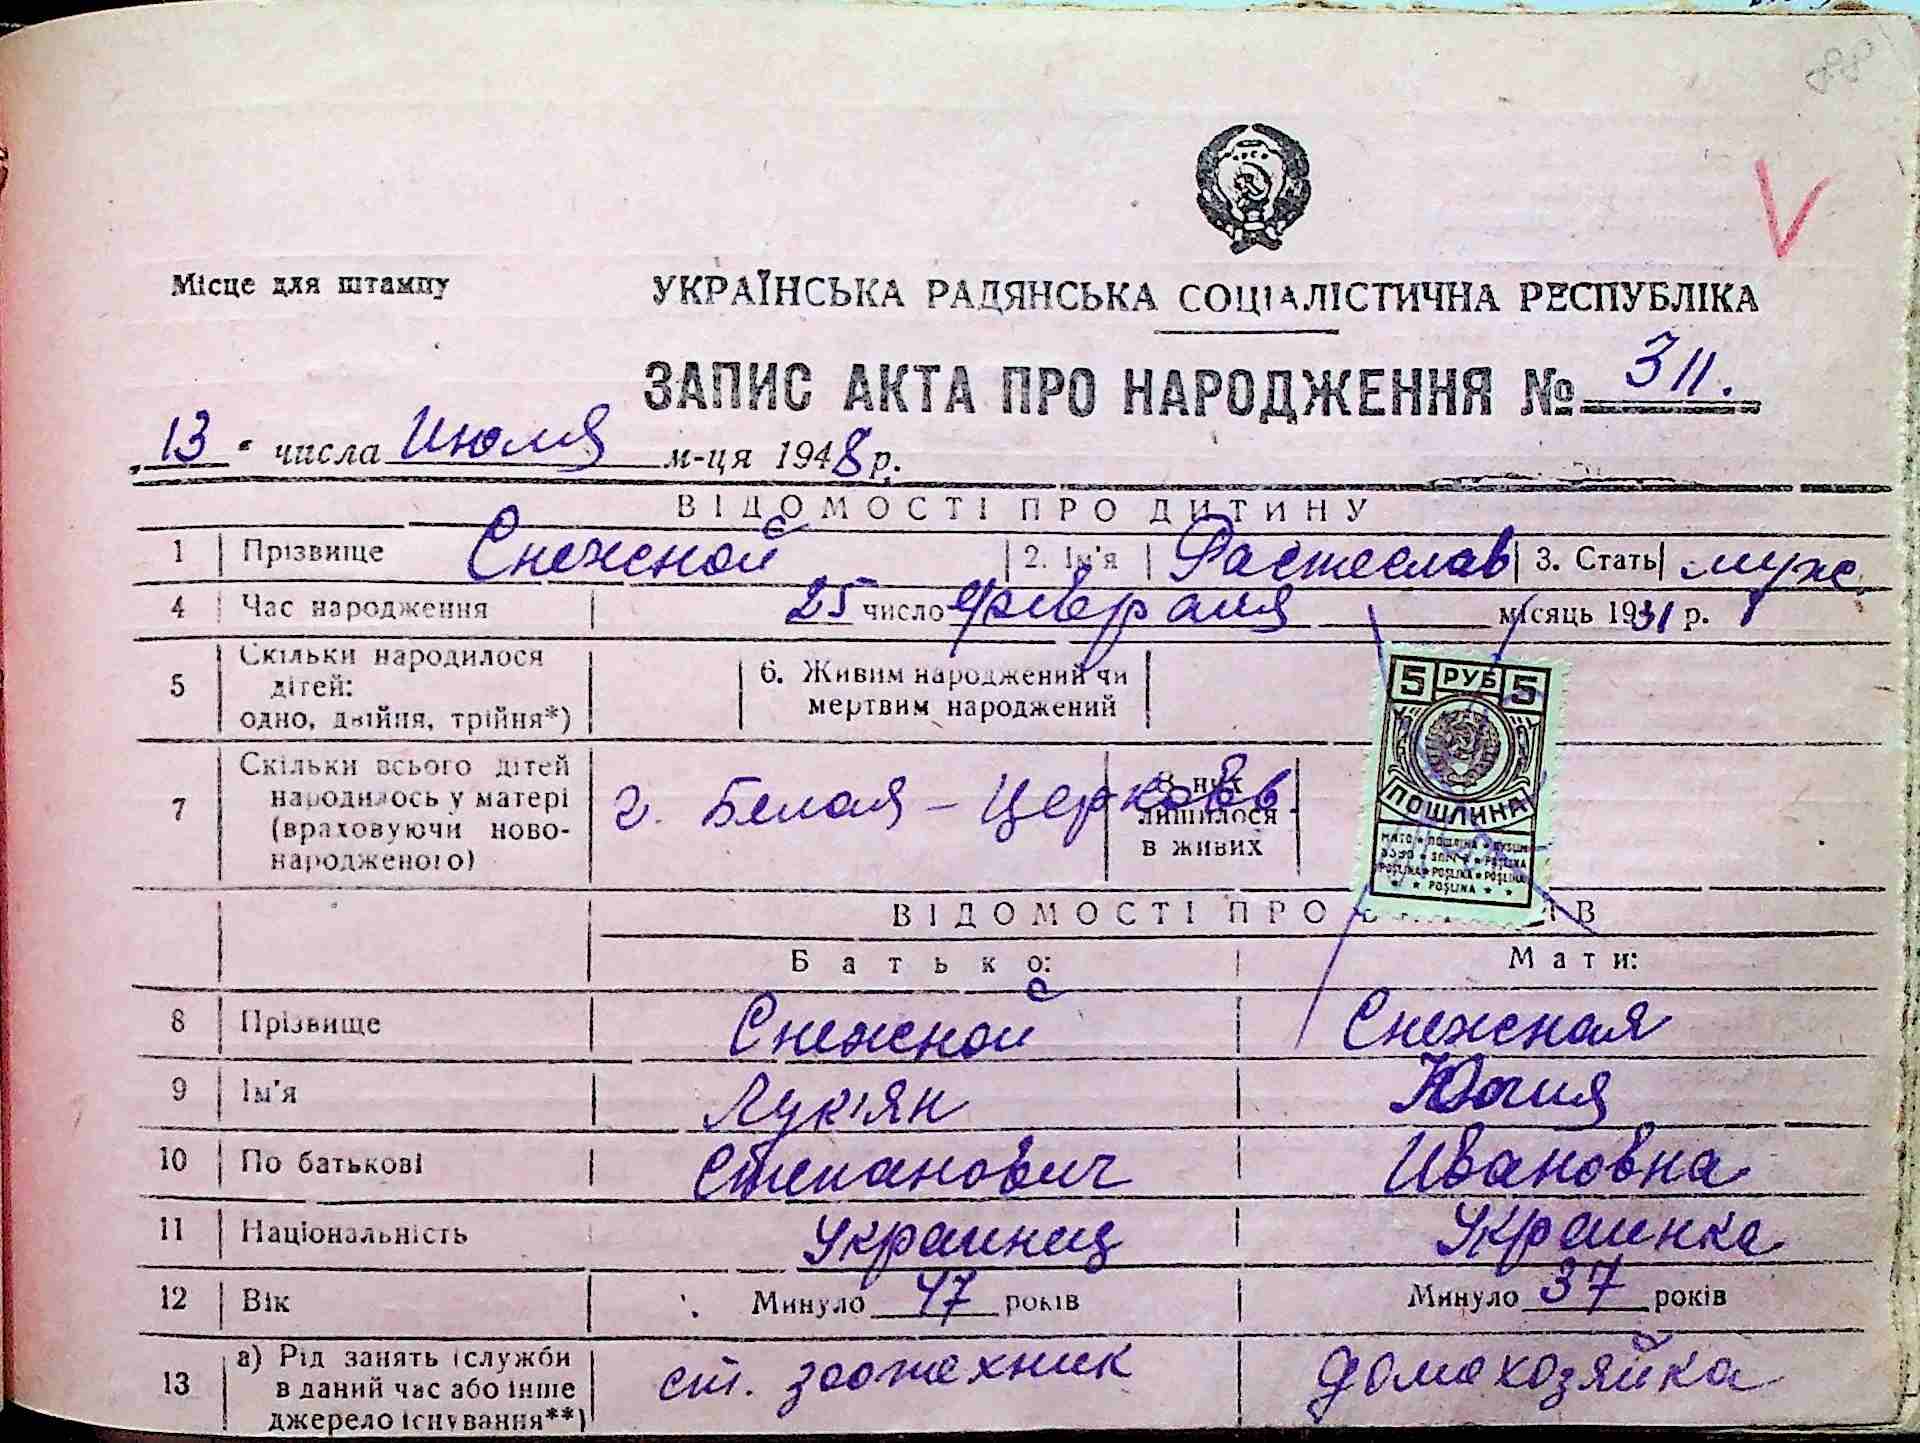 Місце для штампу
УКРАЇНСЬКА РАДЯНСЬКА СОЦІАЛІСТИЧНА РЕСПУБЛІКА
ЗАПИС АКТА ПРО НАРОДЖЕННЯ № 311.
13 числа Июля м-ця 1948 р.
ВІДОМОСТІ ПРО ДИТИНУ
1 Прізвище Снежной 2. Ім'я Растеслав 3. Стать муж.
4 Час народження 25 число февраля місяць 1931 р.
5 Скільки народилося дітей: одно, двійня, трійня*) 6. Живим народжений чи мертвим народжений
7 Скільки всього дітей народилось у матері (враховуючи новонародженого) г. Белая-Церковь З них лишилося в живих
5 РУБ 5
ПОШЛИНА
ВІДОМОСТІ ПРО
Батько: Мати:
8 Прізвище Снежной Снежная
9 Ім'я Лук'ян Юлия
10 По батькові Степанович Ивановна
11 Національність Украинец Украинка
12 Вік Минуло 47 років Минуло 37 років
13 а) Рід занять (служби в даний час або інше джерело існування**) ст. зоотехник домохозяйка